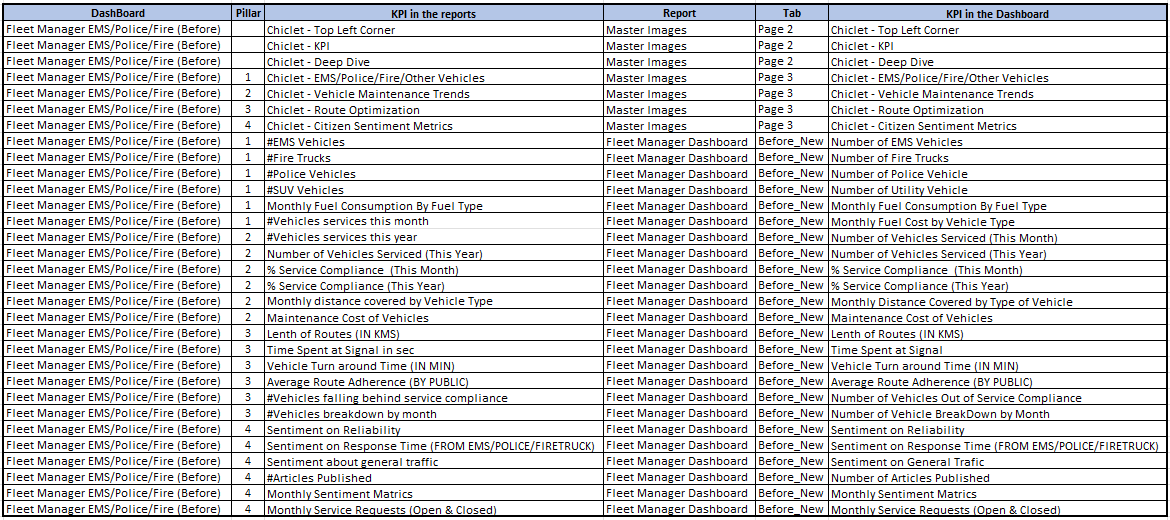 DashBoard Pillar KPI in the reports Report Tab KPI in the Dashboard
Fleet Manager EMS/Police/Fire (Before) Chiclet - Top Left Corner Master Images Page 2 Chiclet - Top Left Corner
Fleet Manager EMS/Police/Fire (Before) Chiclet - KPI Master Images Page 2 Chiclet - KPI
Fleet Manager EMS/Police/Fire (Before) Chiclet - Deep Dive Master Images Page 2 Chiclet - Deep Dive
Fleet Manager EMS/Police/Fire (Before) 1 Chiclet - EMS/Police/Fire/Other Vehicles Master Images Page 3 Chiclet - EMS/Police/Fire/Other Vehicles
Fleet Manager EMS/Police/Fire (Before) 2 Chiclet - Vehicle Maintenance Trends Master Images Page 3 Chiclet - Vehicle Maintenance Trends
Fleet Manager EMS/Police/Fire (Before) 3 Chiclet - Route Optimization Master Images Page 3 Chiclet - Route Optimization
Fleet Manager EMS/Police/Fire (Before) 4 Chiclet - Citizen Sentiment Metrics Master Images Page 3 Chiclet - Citizen Sentiment Metrics
Fleet Manager EMS/Police/Fire (Before) 1 #EMS Vehicles Fleet Manager Dashboard Before_New Number of EMS Vehicles
Fleet Manager EMS/Police/Fire (Before) 1 #Fire Trucks Fleet Manager Dashboard Before_New Number of Fire Trucks
Fleet Manager EMS/Police/Fire (Before) 1 #Police Vehicles Fleet Manager Dashboard Before_New Number of Police Vehicle
Fleet Manager EMS/Police/Fire (Before) 1 #SUV Vehicles Fleet Manager Dashboard Before_New Number of Utility Vehicle
Fleet Manager EMS/Police/Fire (Before) 1 Monthly Fuel Consumption By Fuel Type Fleet Manager Dashboard Before_New Monthly Fuel Consumption By Fuel Type
Fleet Manager EMS/Police/Fire (Before) 1 #Vehicles services this month Fleet Manager Dashboard Before_New Monthly Fuel Cost by Vehicle Type
Fleet Manager EMS/Police/Fire (Before) 2 #Vehicles services this year Fleet Manager Dashboard Before_New Number of Vehicles Serviced (This Month)
Fleet Manager EMS/Police/Fire (Before) 2 Number of Vehicles Serviced (This Year) Fleet Manager Dashboard Before_New Number of Vehicles Serviced (This Year)
Fleet Manager EMS/Police/Fire (Before) 2 % Service Compliance (This Month) Fleet Manager Dashboard Before_New % Service Compliance (This Month)
Fleet Manager EMS/Police/Fire (Before) 2 % Service Compliance (This Year) Fleet Manager Dashboard Before_New % Service Compliance (This Year)
Fleet Manager EMS/Police/Fire (Before) 2 Monthly distance covered by Vehicle Type Fleet Manager Dashboard Before_New Monthly Distance Covered by Type of Vehicle
Fleet Manager EMS/Police/Fire (Before) 2 Maintenance Cost of Vehicles Fleet Manager Dashboard Before_New Maintenance Cost of Vehicles
Fleet Manager EMS/Police/Fire (Before) 3 Lenth of Routes (IN KMS) Fleet Manager Dashboard Before_New Lenth of Routes (IN KMS)
Fleet Manager EMS/Police/Fire (Before) 3 Time Spent at Signal in sec Fleet Manager Dashboard Before_New Time Spent at Signal
Fleet Manager EMS/Police/Fire (Before) 3 Vehicle Turn around Time (IN MIN) Fleet Manager Dashboard Before_New Vehicle Turn around Time (IN MIN)
Fleet Manager EMS/Police/Fire (Before) 3 Average Route Adherence (BY PUBLIC) Fleet Manager Dashboard Before_New Average Route Adherence (BY PUBLIC)
Fleet Manager EMS/Police/Fire (Before) 3 #Vehicles falling behind service compliance Fleet Manager Dashboard Before_New Number of Vehicles Out of Service Compliance
Fleet Manager EMS/Police/Fire (Before) 3 #Vehicles breakdown by month Fleet Manager Dashboard Before_New Number of Vehicle BreakDown by Month
Fleet Manager EMS/Police/Fire (Before) 4 Sentiment on Reliability Fleet Manager Dashboard Before_New Sentiment on Reliability
Fleet Manager EMS/Police/Fire (Before) 4 Sentiment on Response Time (FROM EMS/POLICE/FIRETRUCK) Fleet Manager Dashboard Before_New Sentiment on Response Time (FROM EMS/POLICE/FIRETRUCK)
Fleet Manager EMS/Police/Fire (Before) 4 Sentiment about general traffic Fleet Manager Dashboard Before_New Sentiment on General Trafic
Fleet Manager EMS/Police/Fire (Before) 4 #Articles Published Fleet Manager Dashboard Before_New Number of Articles Published
Fleet Manager EMS/Police/Fire (Before) 4 Monthly Sentiment Matrics Fleet Manager Dashboard Before_New Monthly Sentiment Matrics
Fleet Manager EMS/Police/Fire (Before) 4 Monthly Service Requests (Open & Closed) Fleet Manager Dashboard Before_New Monthly Service Requests (Open & Closed)